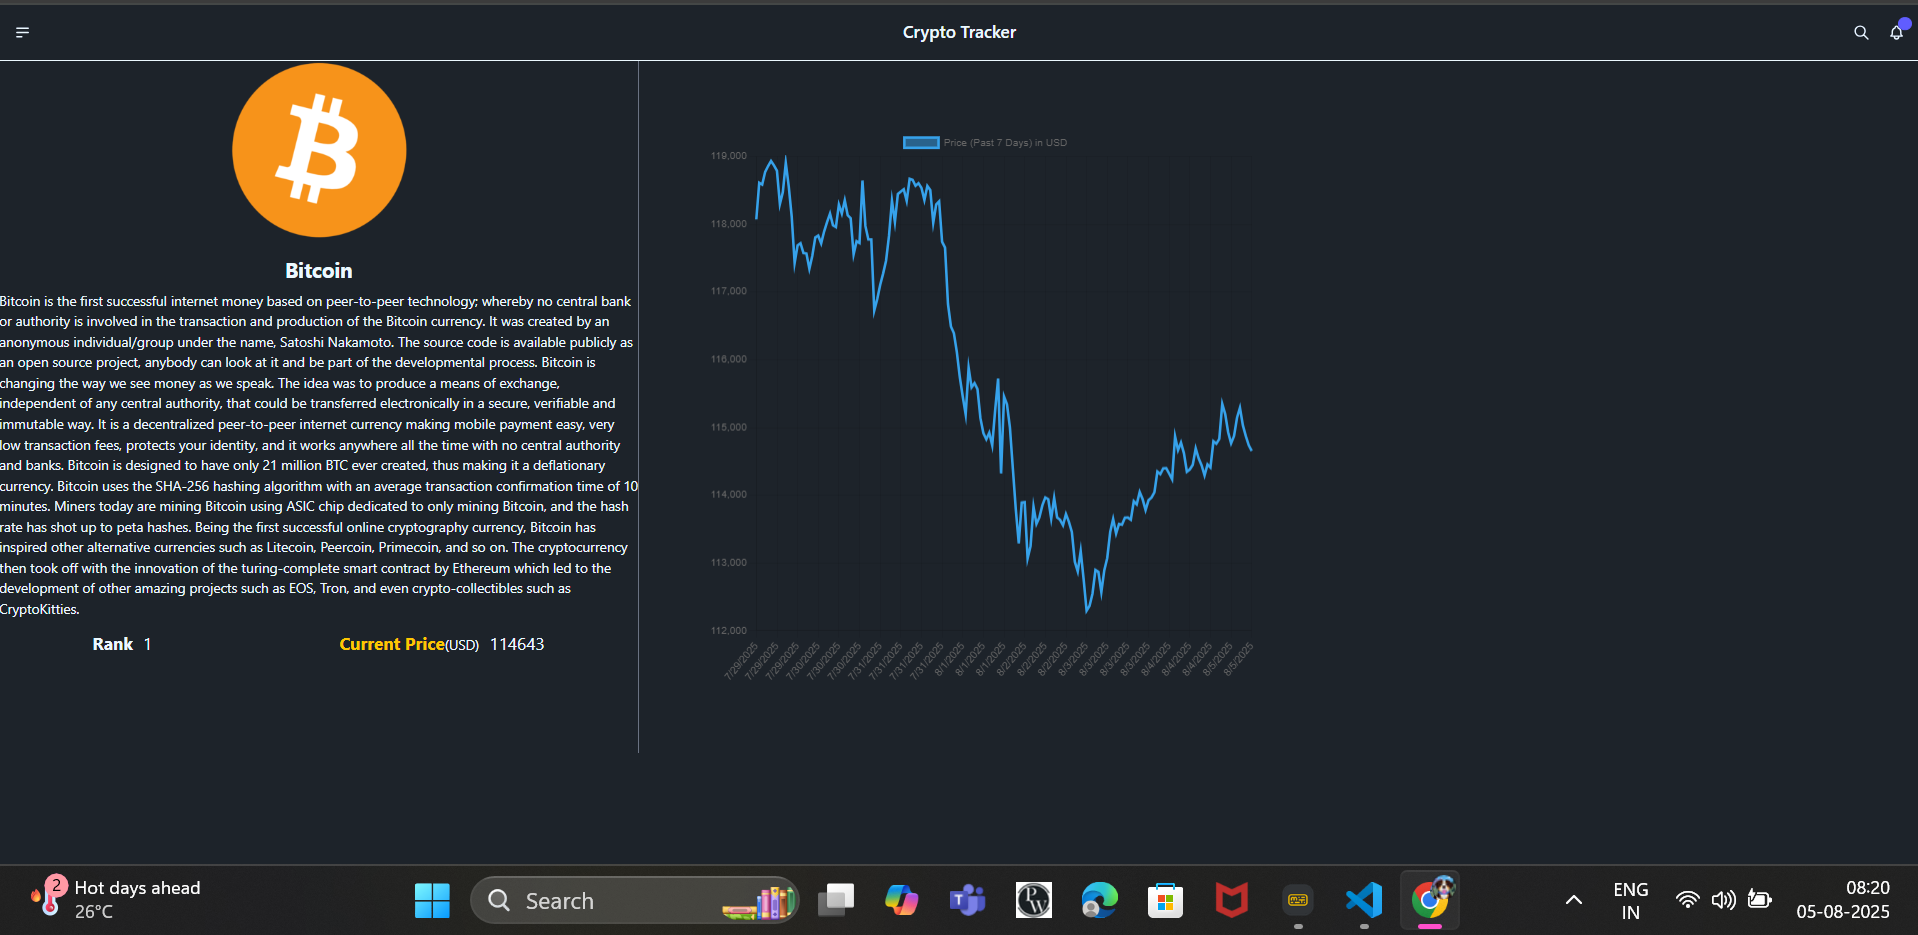 Crypto Tracker
Bitcoin
Bitcoin is the first successful internet money based on peer-to-peer technology; whereby no central bank
or authority is involved in the transaction and production of the Bitcoin currency. It was created by an
anonymous individual/group under the name, Satoshi Nakamoto. The source code is available publicly as
an open source project, anybody can look at it and be part of the developmental process. Bitcoin is
changing the way we see money as we speak. The idea was to produce a means of exchange,
independent of any central authority, that could be transferred electronically in a secure, verifiable and
immutable way. It is a decentralized peer-to-peer internet currency making mobile payment easy, very
low transaction fees, protects your identity, and it works anywhere all the time with no central authority
and banks. Bitcoin is designed to have only 21 million BTC ever created, thus making it a deflationary
currency. Bitcoin uses the SHA-256 hashing algorithm with an average transaction confirmation time of 10
minutes. Miners today are mining Bitcoin using ASIC chip dedicated to only mining Bitcoin, and the hash
rate has shot up to peta hashes. Being the first successful online cryptography currency, Bitcoin has
inspired other alternative currencies such as Litecoin, Peercoin, Primecoin, and so on. The cryptocurrency
then took off with the innovation of the turing-complete smart contract by Ethereum which led to the
development of other amazing projects such as EOS, Tron, and even crypto-collectibles such as
CryptoKitties.
Rank 1
Current Price(USD) 114643
Price (Past 7 Days) in USD
119,000
118,000
117,000
116,000
115,000
114,000
113,000
112,000
7/29/2025
7/29/2025
7/29/2025
7/30/2025
7/30/2025
7/30/2025
7/31/2025
7/31/2025
7/31/2025
7/31/2025
8/1/2025
8/1/2025
8/1/2025
8/2/2025
8/2/2025
8/2/2025
8/3/2025
8/3/2025
8/3/2025
8/3/2025
8/4/2025
8/4/2025
8/4/2025
8/5/2025
8/5/2025
2
Hot days ahead
26°C
Search
T
PW
ENG
IN
08:20
05-08-2025